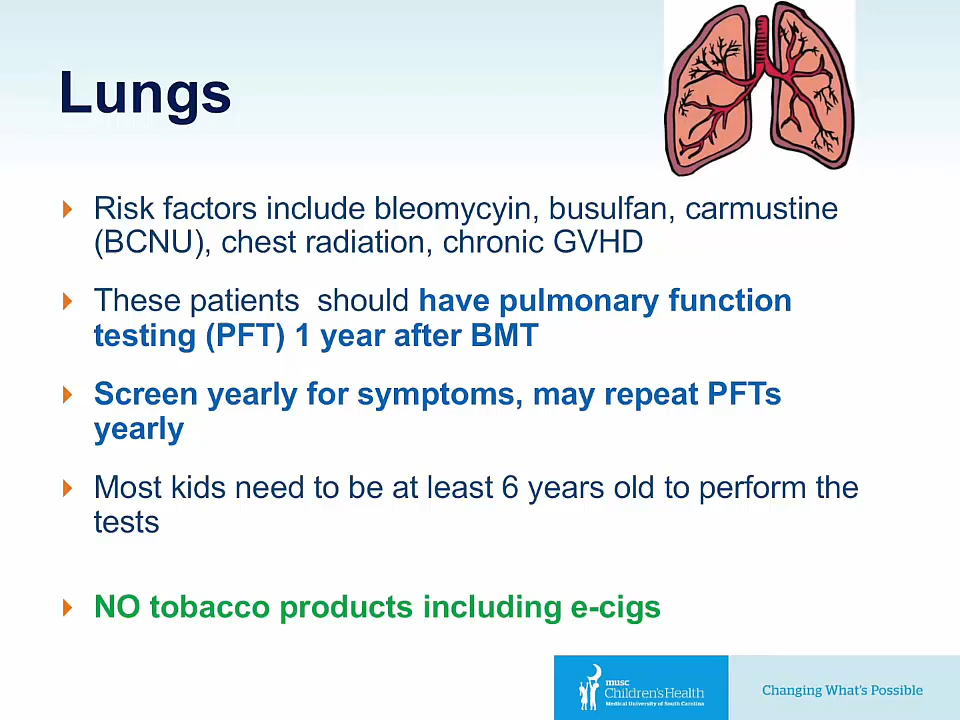 Lungs
Risk factors include bleomycyin, busulfan, carmustine
(BCNU), chest radiation, chronic GVHD
These patients  should have pulmonary function
testing (PFT) 1 year after BMT
Screen yearly for symptoms, may repeat PFTs
yearly
Most kids need to be at least 6 years old to perform the
tests
NO tobacco products including e-cigs
musc
Children's Health
Medical University of South Carolina
Changing What's Possible